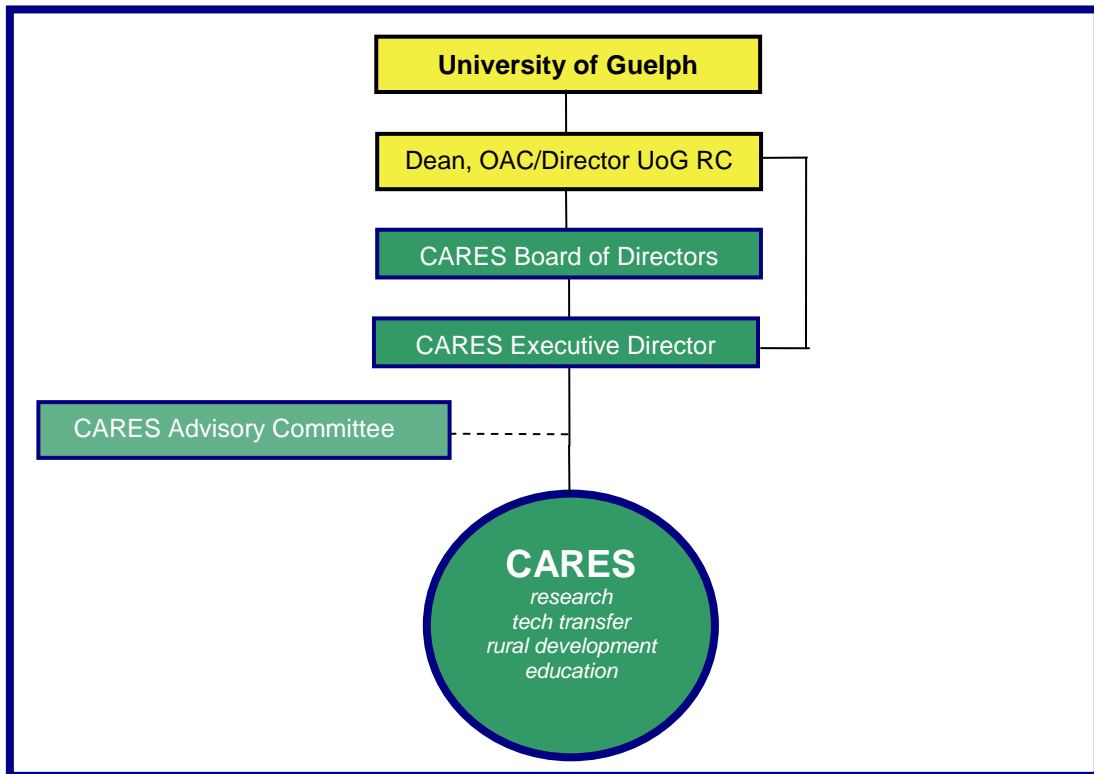 University of Guelph
Dean, OAC/Director UoG RC
CARES Board of Directors
CARES Executive Director
CARES Advisory Committee
CARES
research
tech transfer
rural development
education